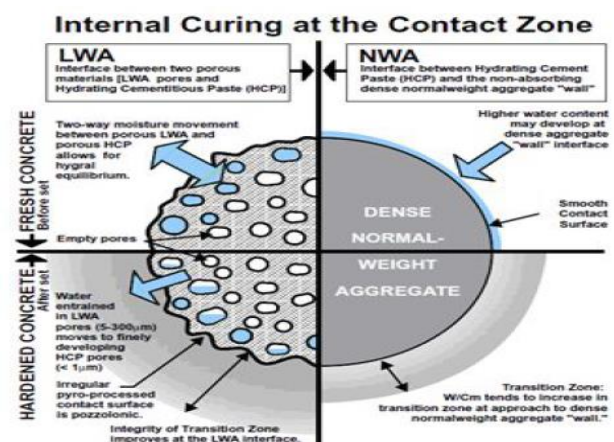 Internal Curing at the Contact Zone
LWA
Interface between two porous
materials [LWA pores and
Hydrating Cementitious Paste (HCP)]
NWA
Interface between Hydrating Cement
Paste (HCP) and the non-absorbing
dense normalweight aggregate "wall"
Two-way moisture movement
between porous LWA and
porous HCP
allows for
hygral
equilibrium.
Higher water content
may develop at
dense aggregate
"wall" interface
FRESH CONCRETE
Before set
Empty pores
DENSE
NORMAL-
WEIGHT
AGGREGATE
Smooth
Contact
Surface
HARDENED CONCRETE
After set
Water
entrained
in LWA
pores (5-300µm)
moves to finely
developing
HCP pores
(< 1µm)
Irregular
pyro-processed
contact surface
is pozzolonic.
Integrity of Transition Zone
improves at the LWA interface.
Transition Zone:
W/Cm tends to increase in
transition zone at approach to dense
normalweight aggregate "wall."